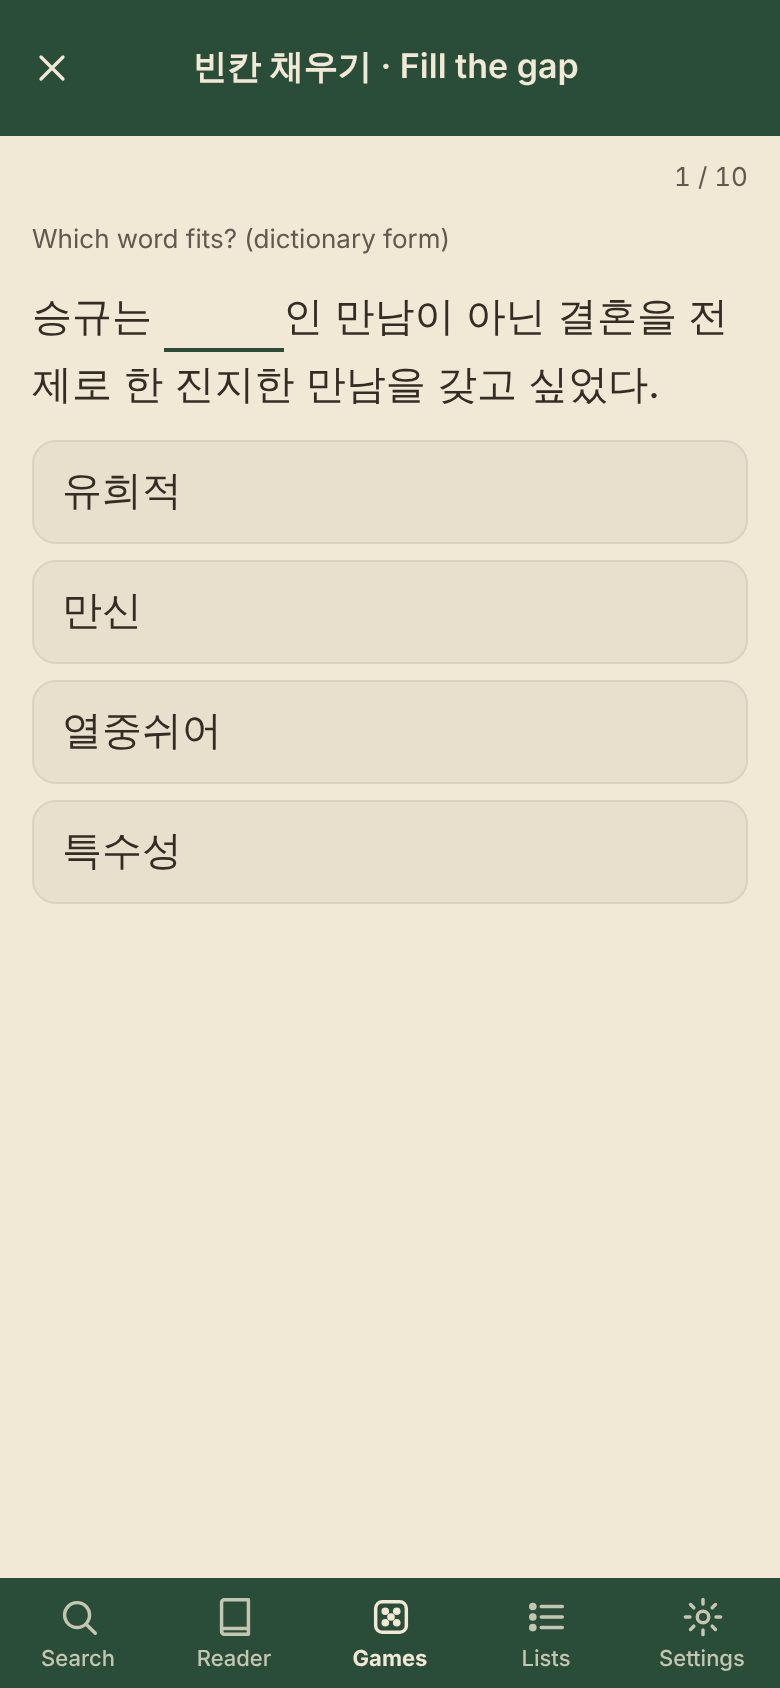 빈칸 채우기 · Fill the gap
1 / 10
Which word fits? (dictionary form)
승규는 ______인 만남이 아닌 결혼을 전
제로 한 진지한 만남을 갖고 싶었다.
유희적
만신
열중쉬어
특수성
Search
Reader
Games
Lists
Settings